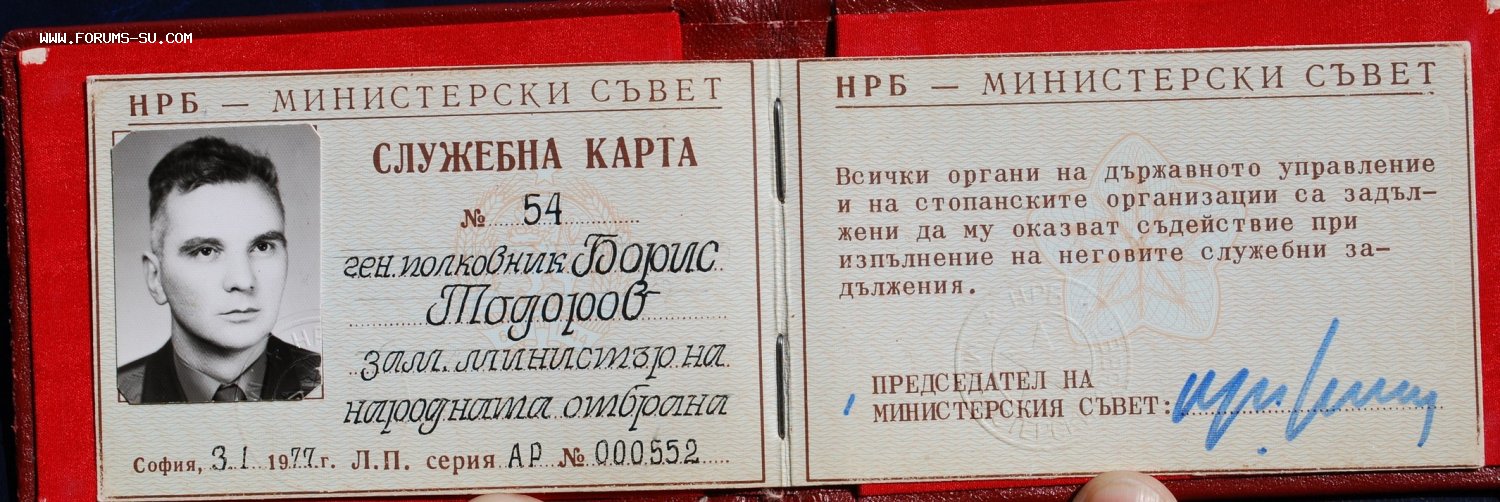 WWW.FORUMS-SU.COM
НРБ — МИНИСТЕРСКИ СЪВЕТ
СЛУЖЕБНА КАРТА
№ 54
ген. полковник Борис
Тодоров
зам. министър на
народната отбрана
София, 3.I 1977г. Л.П. серия АР № 000552
НРБ — МИНИСТЕРСКИ СЪВЕТ
Всички органи на държавното управление
и на стопанските организации са задъл-
жени да му оказват съдействие при
изпълнение на неговите служебни за-
дължения.
НРБ
ПРЕДСЕДАТЕЛ НА
МИНИСТЕРСКИЯ СЪВЕТ: